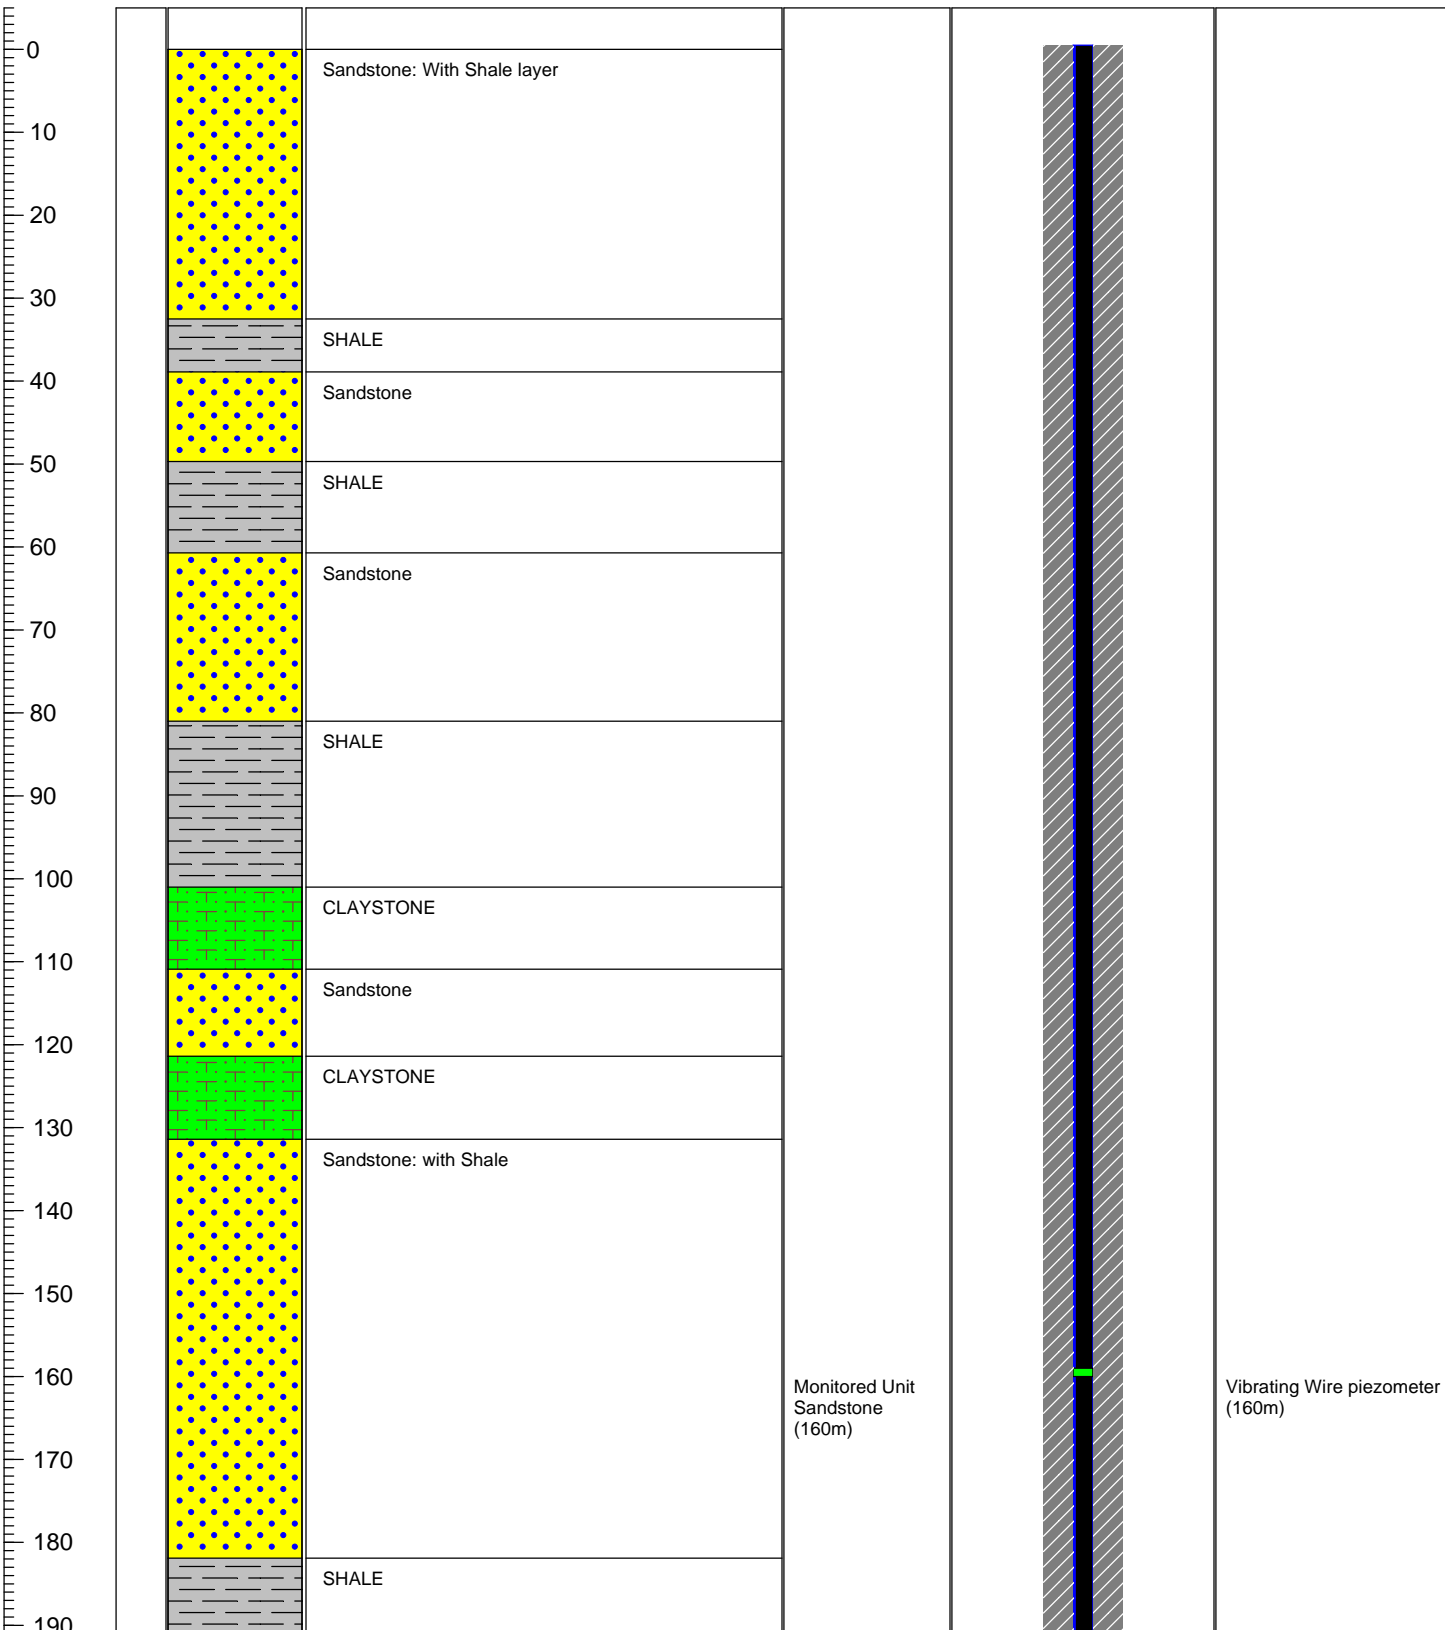 0
Sandstone: With Shale layer
10
20
30
SHALE
40
Sandstone
50
SHALE
60
Sandstone
70
80
SHALE
90
100
CLAYSTONE
110
Sandstone
120
CLAYSTONE
130
Sandstone: with Shale
140
150
160
Monitored Unit
Sandstone
(160m)
Vibrating Wire piezometer
(160m)
170
180
SHALE
190